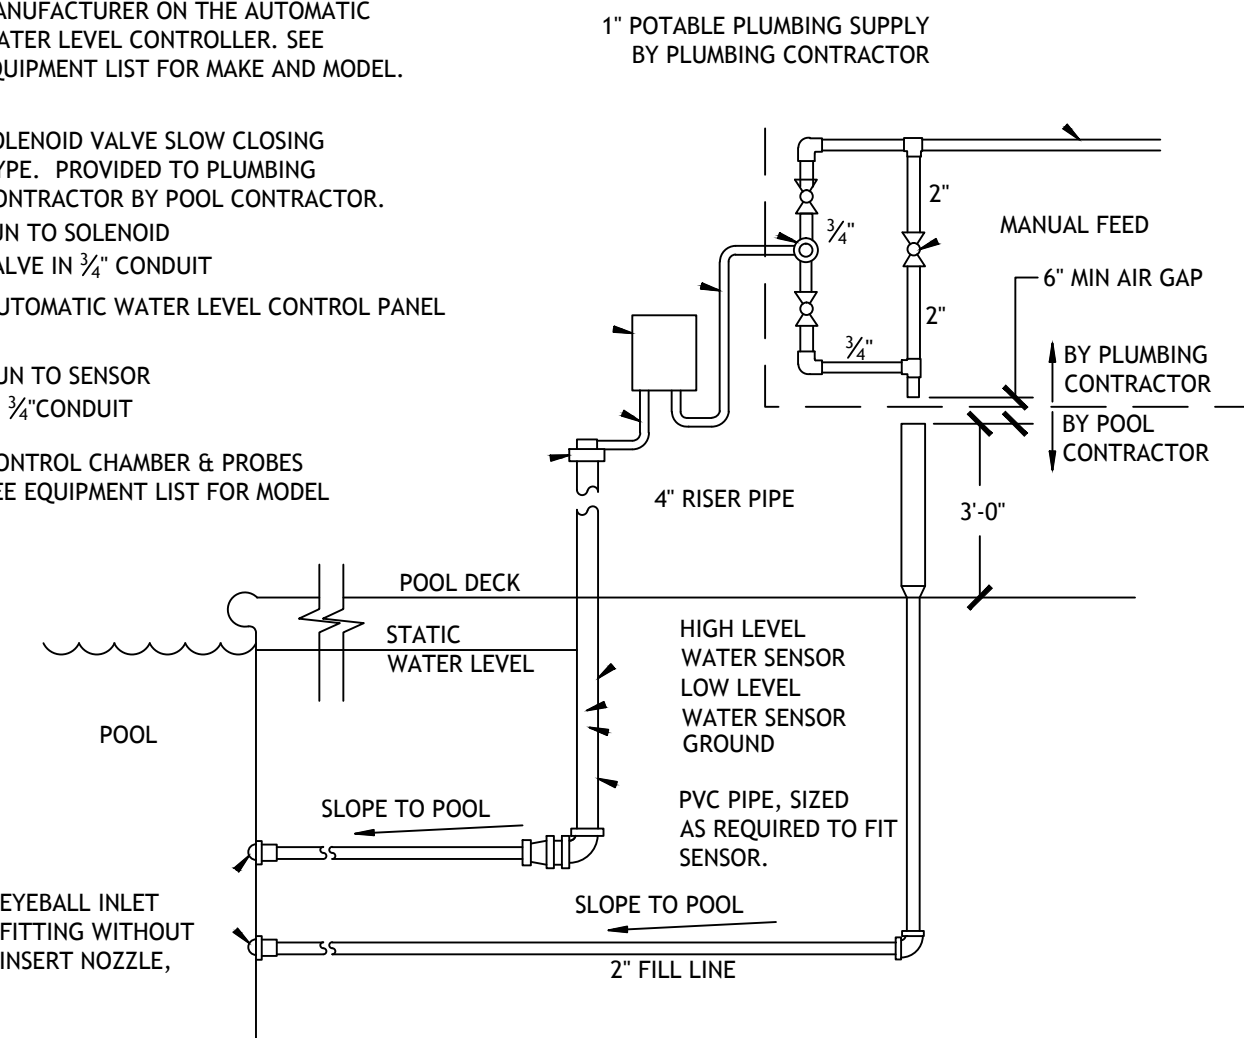 ANUFACTURER ON THE AUTOMATIC
ATER LEVEL CONTROLLER. SEE
QUIPMENT LIST FOR MAKE AND MODEL.
1" POTABLE PLUMBING SUPPLY
BY PLUMBING CONTRACTOR
OLENOID VALVE SLOW CLOSING
YPE. PROVIDED TO PLUMBING
ONTRACTOR BY POOL CONTRACTOR.
UN TO SOLENOID
ALVE IN ¾" CONDUIT
UTOMATIC WATER LEVEL CONTROL PANEL
UN TO SENSOR
¾"CONDUIT
ONTROL CHAMBER & PROBES
EE EQUIPMENT LIST FOR MODEL
2"
¾"
MANUAL FEED
6" MIN AIR GAP
2"
¾"
BY PLUMBING
CONTRACTOR
BY POOL
CONTRACTOR
4" RISER PIPE
3'-0"
POOL DECK
STATIC
WATER LEVEL
HIGH LEVEL
WATER SENSOR
LOW LEVEL
WATER SENSOR
GROUND
POOL
PVC PIPE, SIZED
AS REQUIRED TO FIT
SENSOR.
SLOPE TO POOL
EYEBALL INLET
FITTING WITHOUT
INSERT NOZZLE,
SLOPE TO POOL
2" FILL LINE